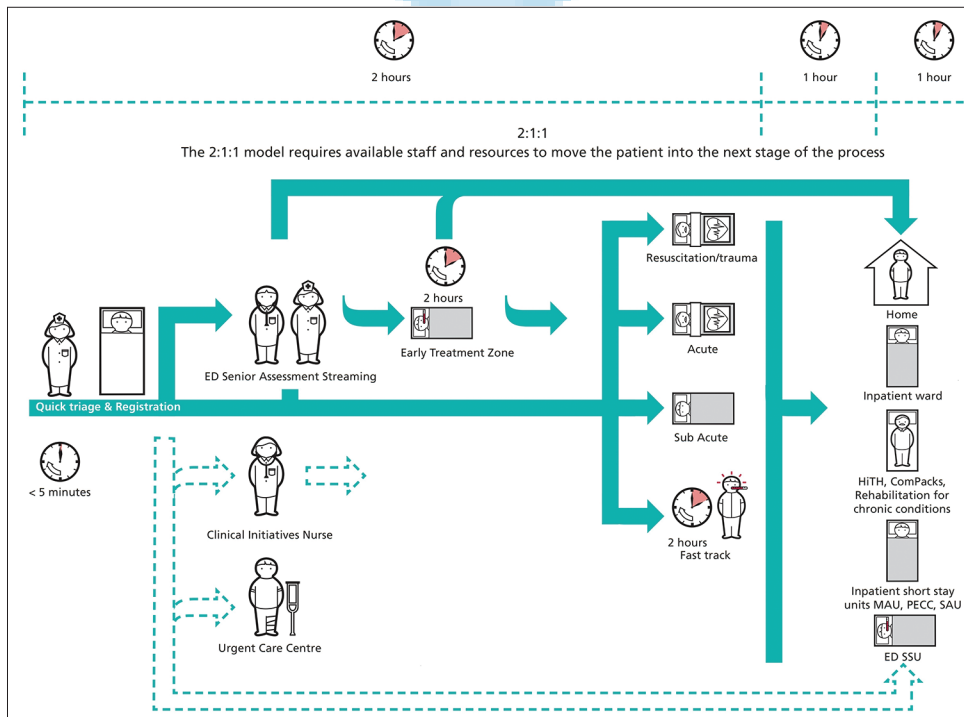 2 hours
1 hour
1 hour
2:1:1
The 2:1:1 model requires available staff and resources to move the patient into the next stage of the process
Resuscitation/trauma
2 hours
Home
Early Treatment Zone
Acute
ED Senior Assessment Streaming
Inpatient ward
Quick triage & Registration
Sub Acute
< 5 minutes
HiTH, ComPacks,
Rehabilitation for
chronic conditions
Clinical Initiatives Nurse
2 hours
Fast track
Inpatient short stay
units MAU, PECC, SAU
Urgent Care Centre
ED SSU